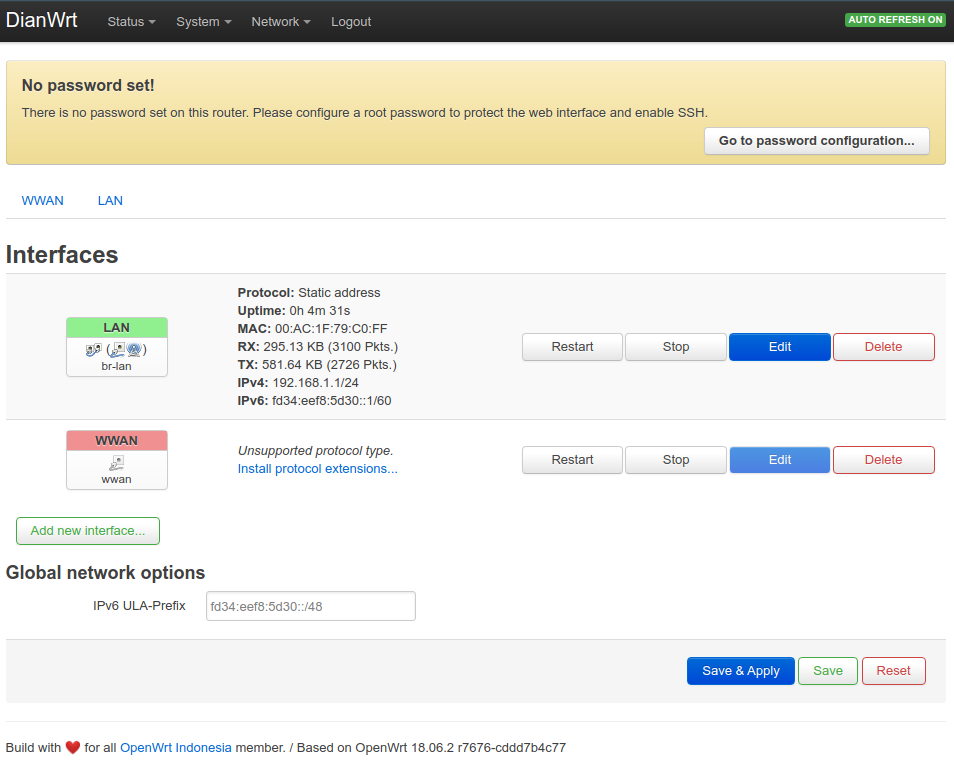 DianWrt Status System Network Logout AUTO REFRESH ON
No password set!
There is no password set on this router. Please configure a root password to protect the web interface and enable SSH.
Go to password configuration...
WWAN LAN
Interfaces
LAN
( )
br-lan
Protocol: Static address
Uptime: 0h 4m 31s
MAC: 00:AC:1F:79:C0:FF
RX: 295.13 KB (3100 Pkts.)
TX: 581.64 KB (2726 Pkts.)
IPv4: 192.168.1.1/24
IPv6: fd34:eef8:5d30::1/60
Restart Stop Edit Delete
WWAN
wwan
Unsupported protocol type.
Install protocol extensions...
Restart Stop Edit Delete
Add new interface...
Global network options
IPv6 ULA-Prefix fd34:eef8:5d30::/48
Save & Apply Save Reset
Build with ❤️ for all OpenWrt Indonesia member. / Based on OpenWrt 18.06.2 r7676-cddd7b4c77